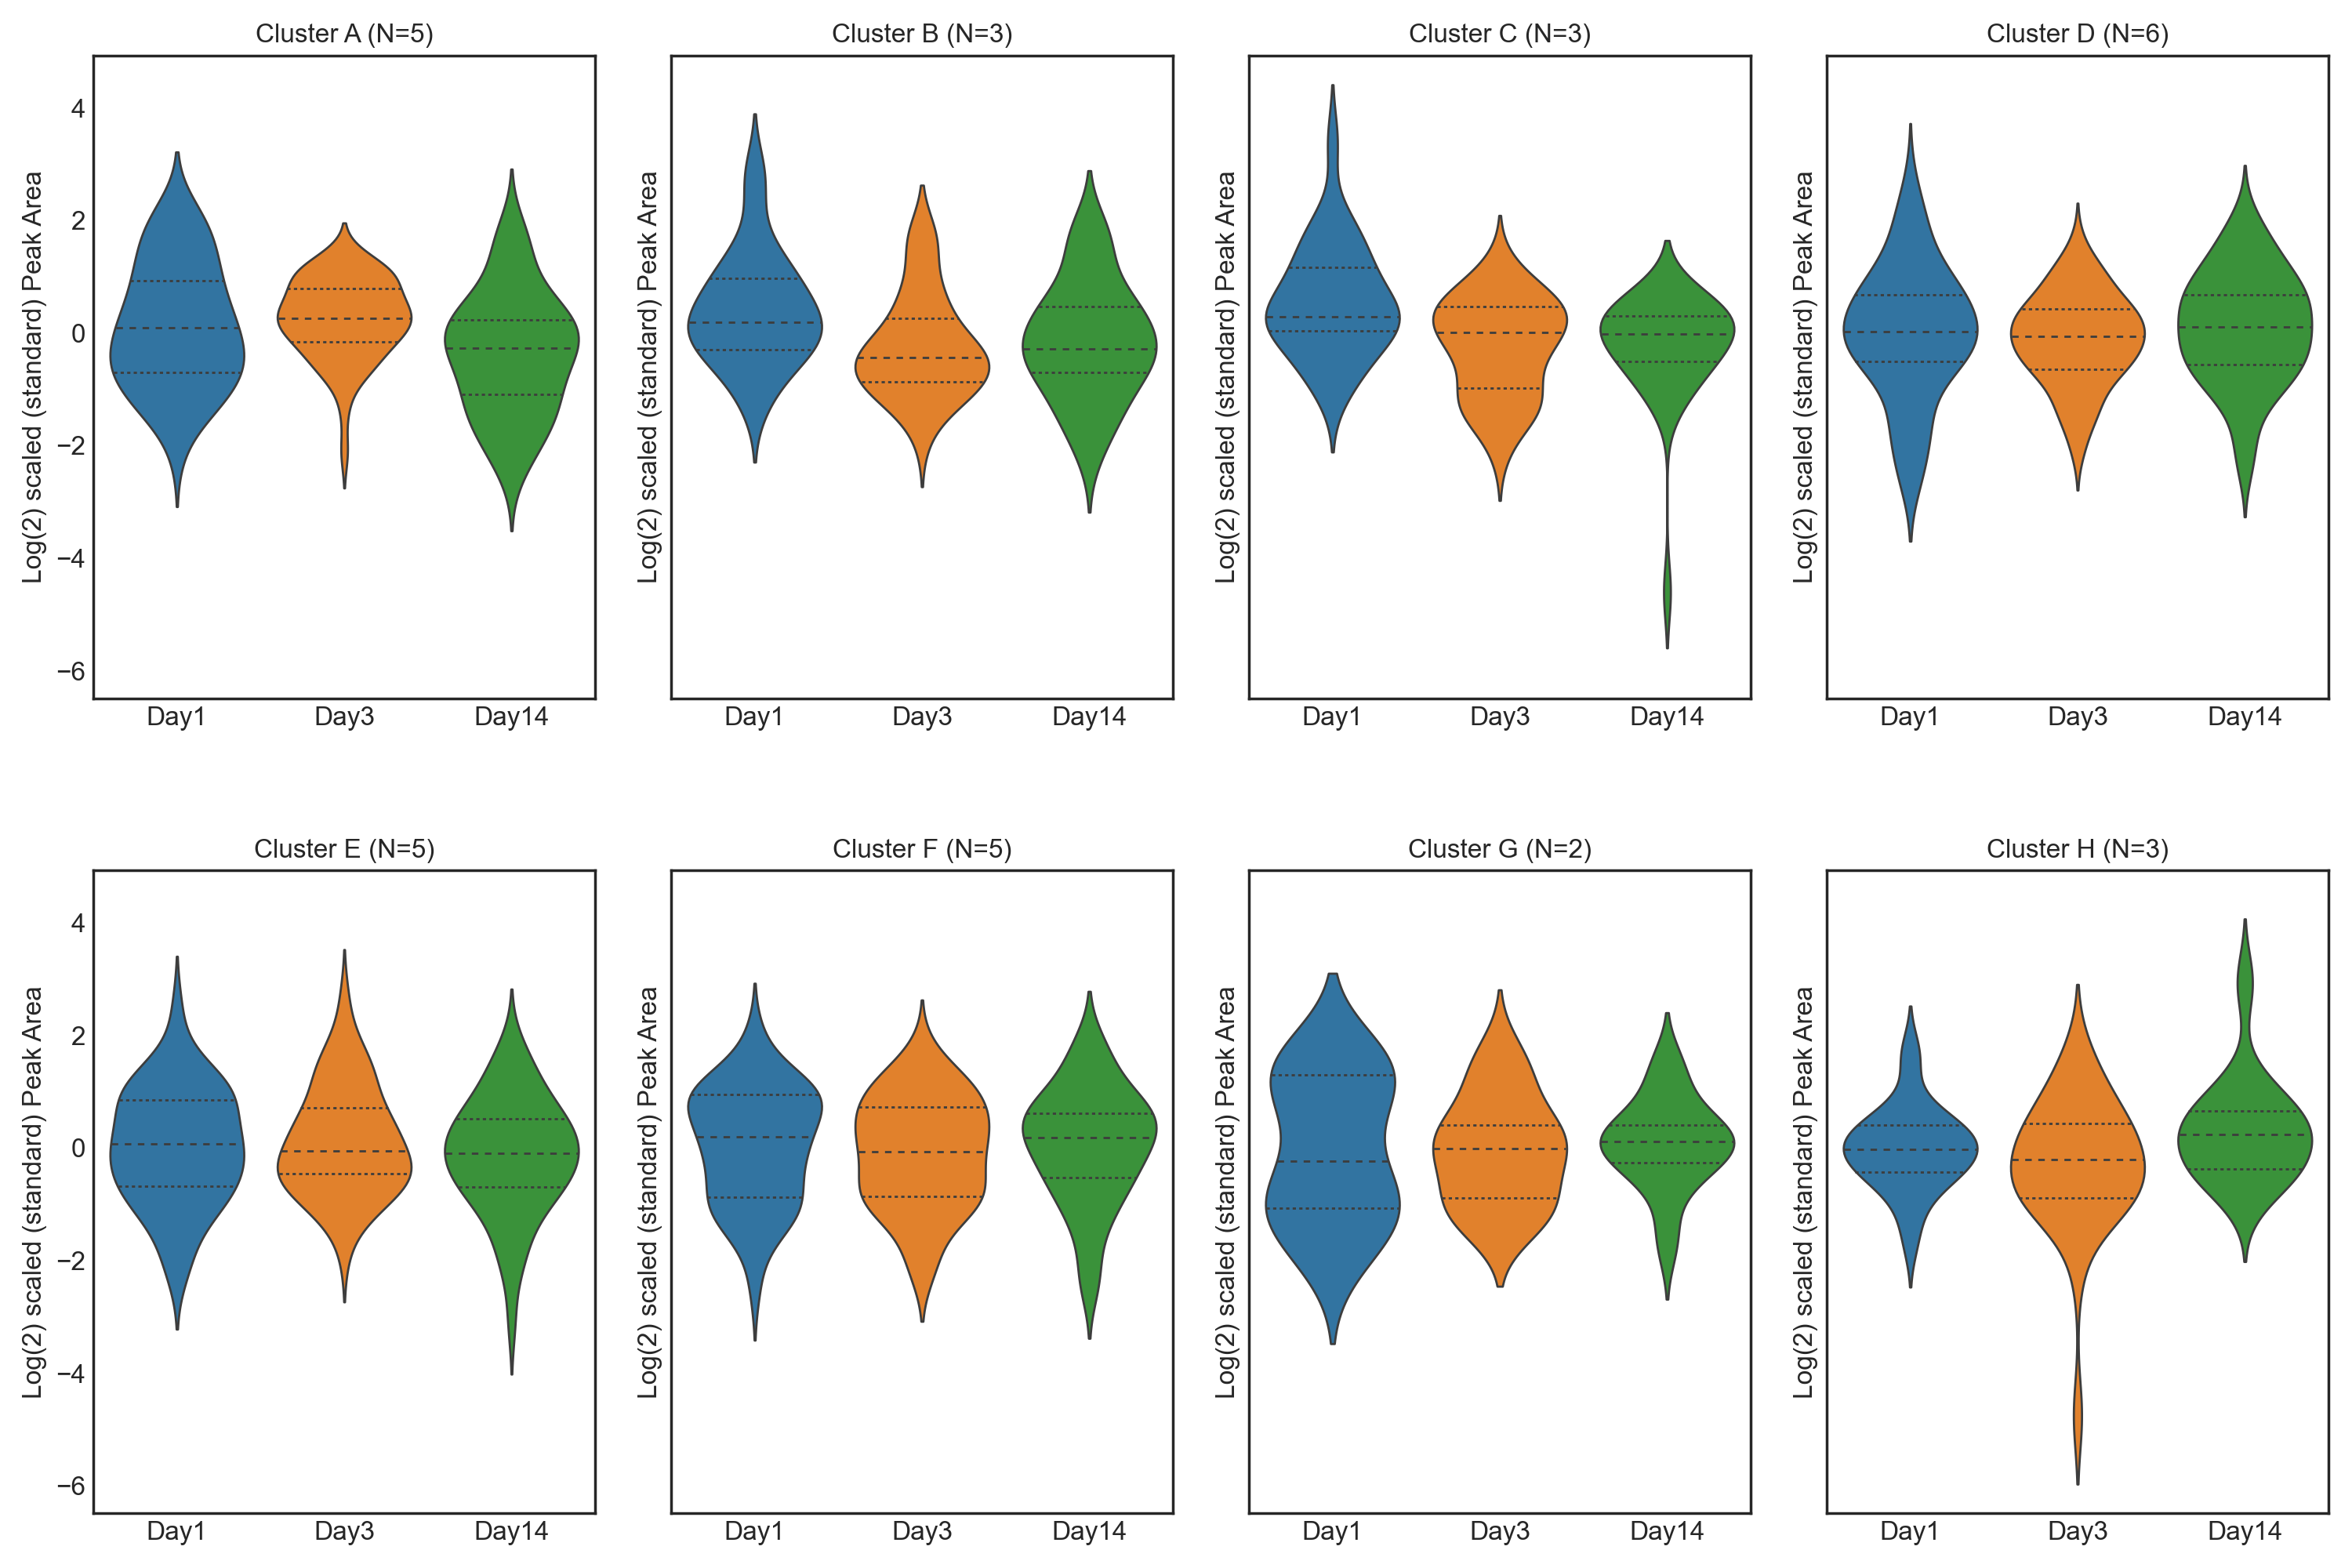 Cluster A (N=5)
Cluster B (N=3)
Cluster C (N=3)
Cluster D (N=6)
Log(2) scaled (standard) Peak Area
4
2
0
−2
−4
−6
Log(2) scaled (standard) Peak Area
Log(2) scaled (standard) Peak Area
Log(2) scaled (standard) Peak Area
Day1 Day3 Day14
Day1 Day3 Day14
Day1 Day3 Day14
Day1 Day3 Day14
Cluster E (N=5)
Cluster F (N=5)
Cluster G (N=2)
Cluster H (N=3)
Log(2) scaled (standard) Peak Area
4
2
0
−2
−4
−6
Log(2) scaled (standard) Peak Area
Log(2) scaled (standard) Peak Area
Log(2) scaled (standard) Peak Area
Day1 Day3 Day14
Day1 Day3 Day14
Day1 Day3 Day14
Day1 Day3 Day14